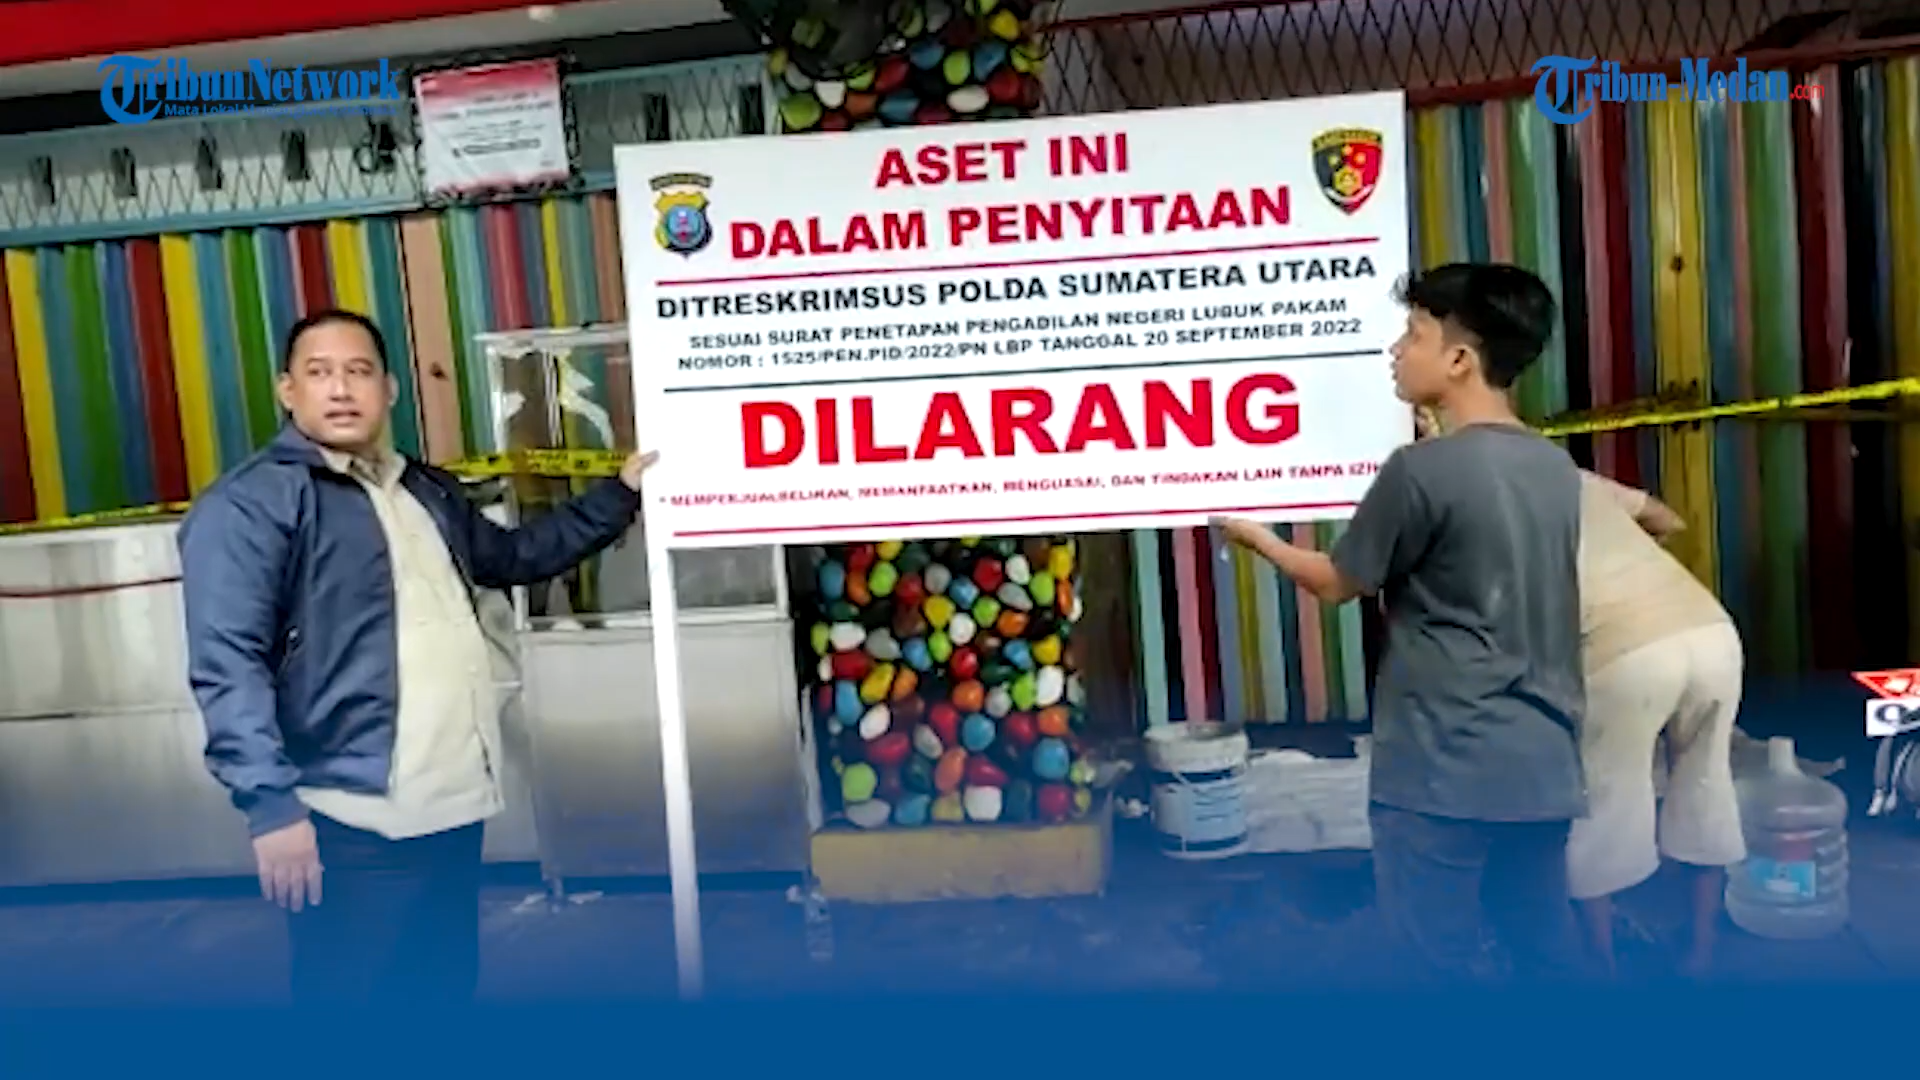 TribunNetwork
Tribun-Medan.com
ASET INI
DALAM PENYITAAN
DITRESKRIMSUS POLDA SUMATERA UTARA
SESUAI SURAT PENETAPAN PENGADILAN NEGERI LUBUK PAKAM
NOMOR : 1525/PEN.PID/2022/PN LBP TANGGAL 20 SEPTEMBER 2022
DILARANG
* MEMPERJUALBELIKAN, MEMANFAATKAN, MENGUASAI, DAN TINDAKAN LAIN TANPA IZIN